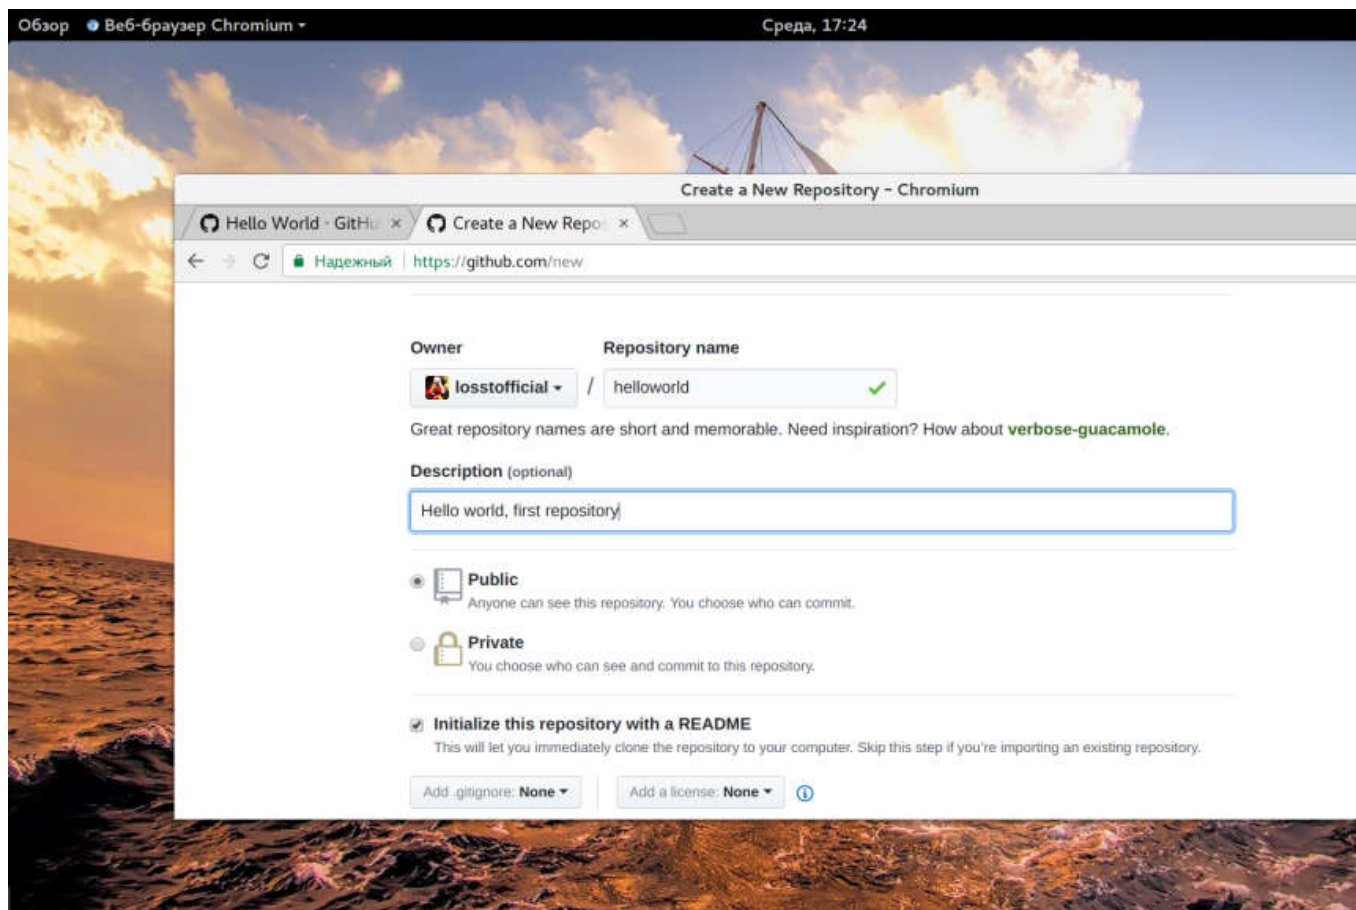 Обзор Веб-браузер Chromium Среда, 17:24
Create a New Repository - Chromium
Hello World · GitHu × Create a New Repo ×
Надежный https://github.com/new
Owner Repository name
losstofficial / helloworld
Great repository names are short and memorable. Need inspiration? How about verbose-guacamole.
Description (optional)
Hello world, first repository
Public
Anyone can see this repository. You choose who can commit.
Private
You choose who can see and commit to this repository.
Initialize this repository with a README
This will let you immediately clone the repository to your computer. Skip this step if you're importing an existing repository.
Add .gitignore: None Add a license: None